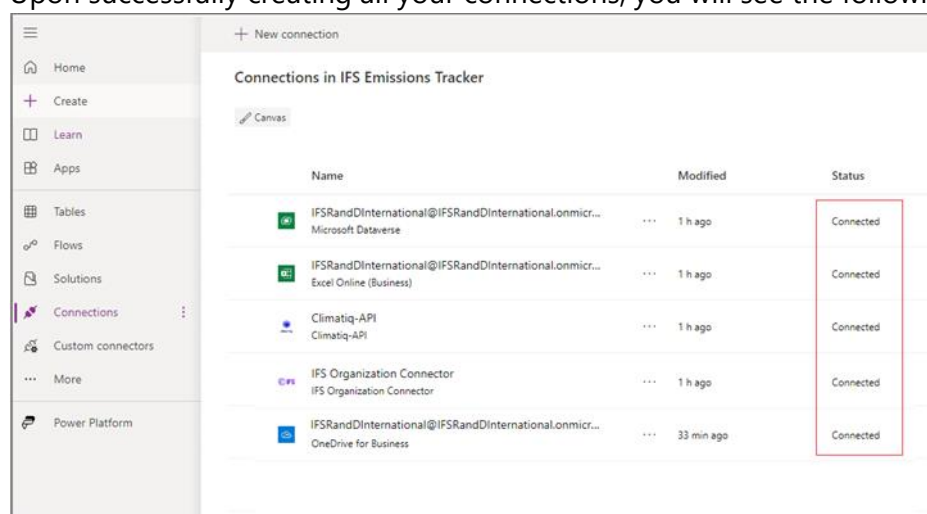 Upon successfully creating all your connections, you will see the follow
+ New connection
Home
Create
Learn
Apps
Tables
Flows
Solutions
Connections
Custom connectors
More
Power Platform
Connections in IFS Emissions Tracker
Canvas
Name Modified Status
IFSRandDInternational@IFSRandDInternational.onmicr... ... 1 h ago Connected
Microsoft Dataverse
IFSRandDInternational@IFSRandDInternational.onmicr... ... 1 h ago Connected
Excel Online (Business)
Climatiq-API ... 1 h ago Connected
Climatiq-API
IFS Organization Connector ... 1 h ago Connected
IFS Organization Connector
IFSRandDInternational@IFSRandDInternational.onmicr... ... 33 min ago Connected
OneDrive for Business